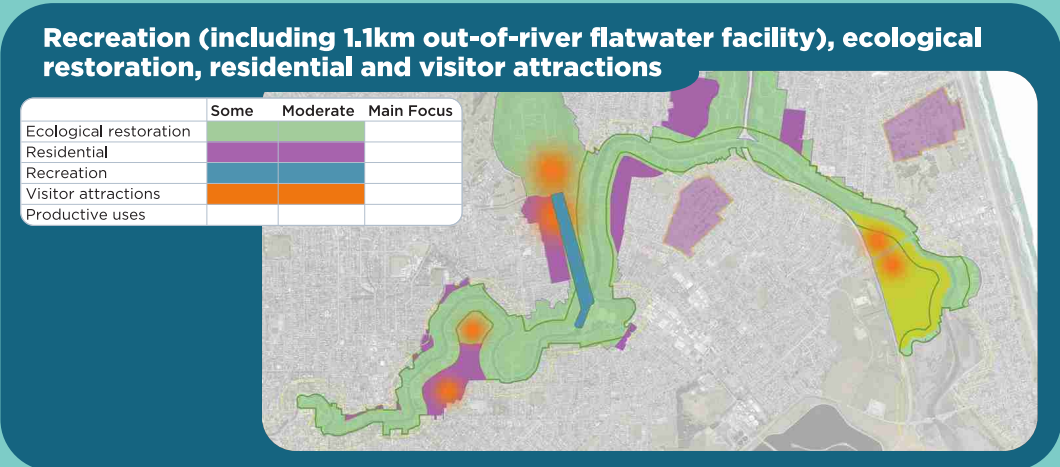 Recreation (including 1.1km out-of-river flatwater facility), ecological
restoration, residential and visitor attractions
Some Moderate Main Focus
Ecological restoration
Residential
Recreation
Visitor attractions
Productive uses